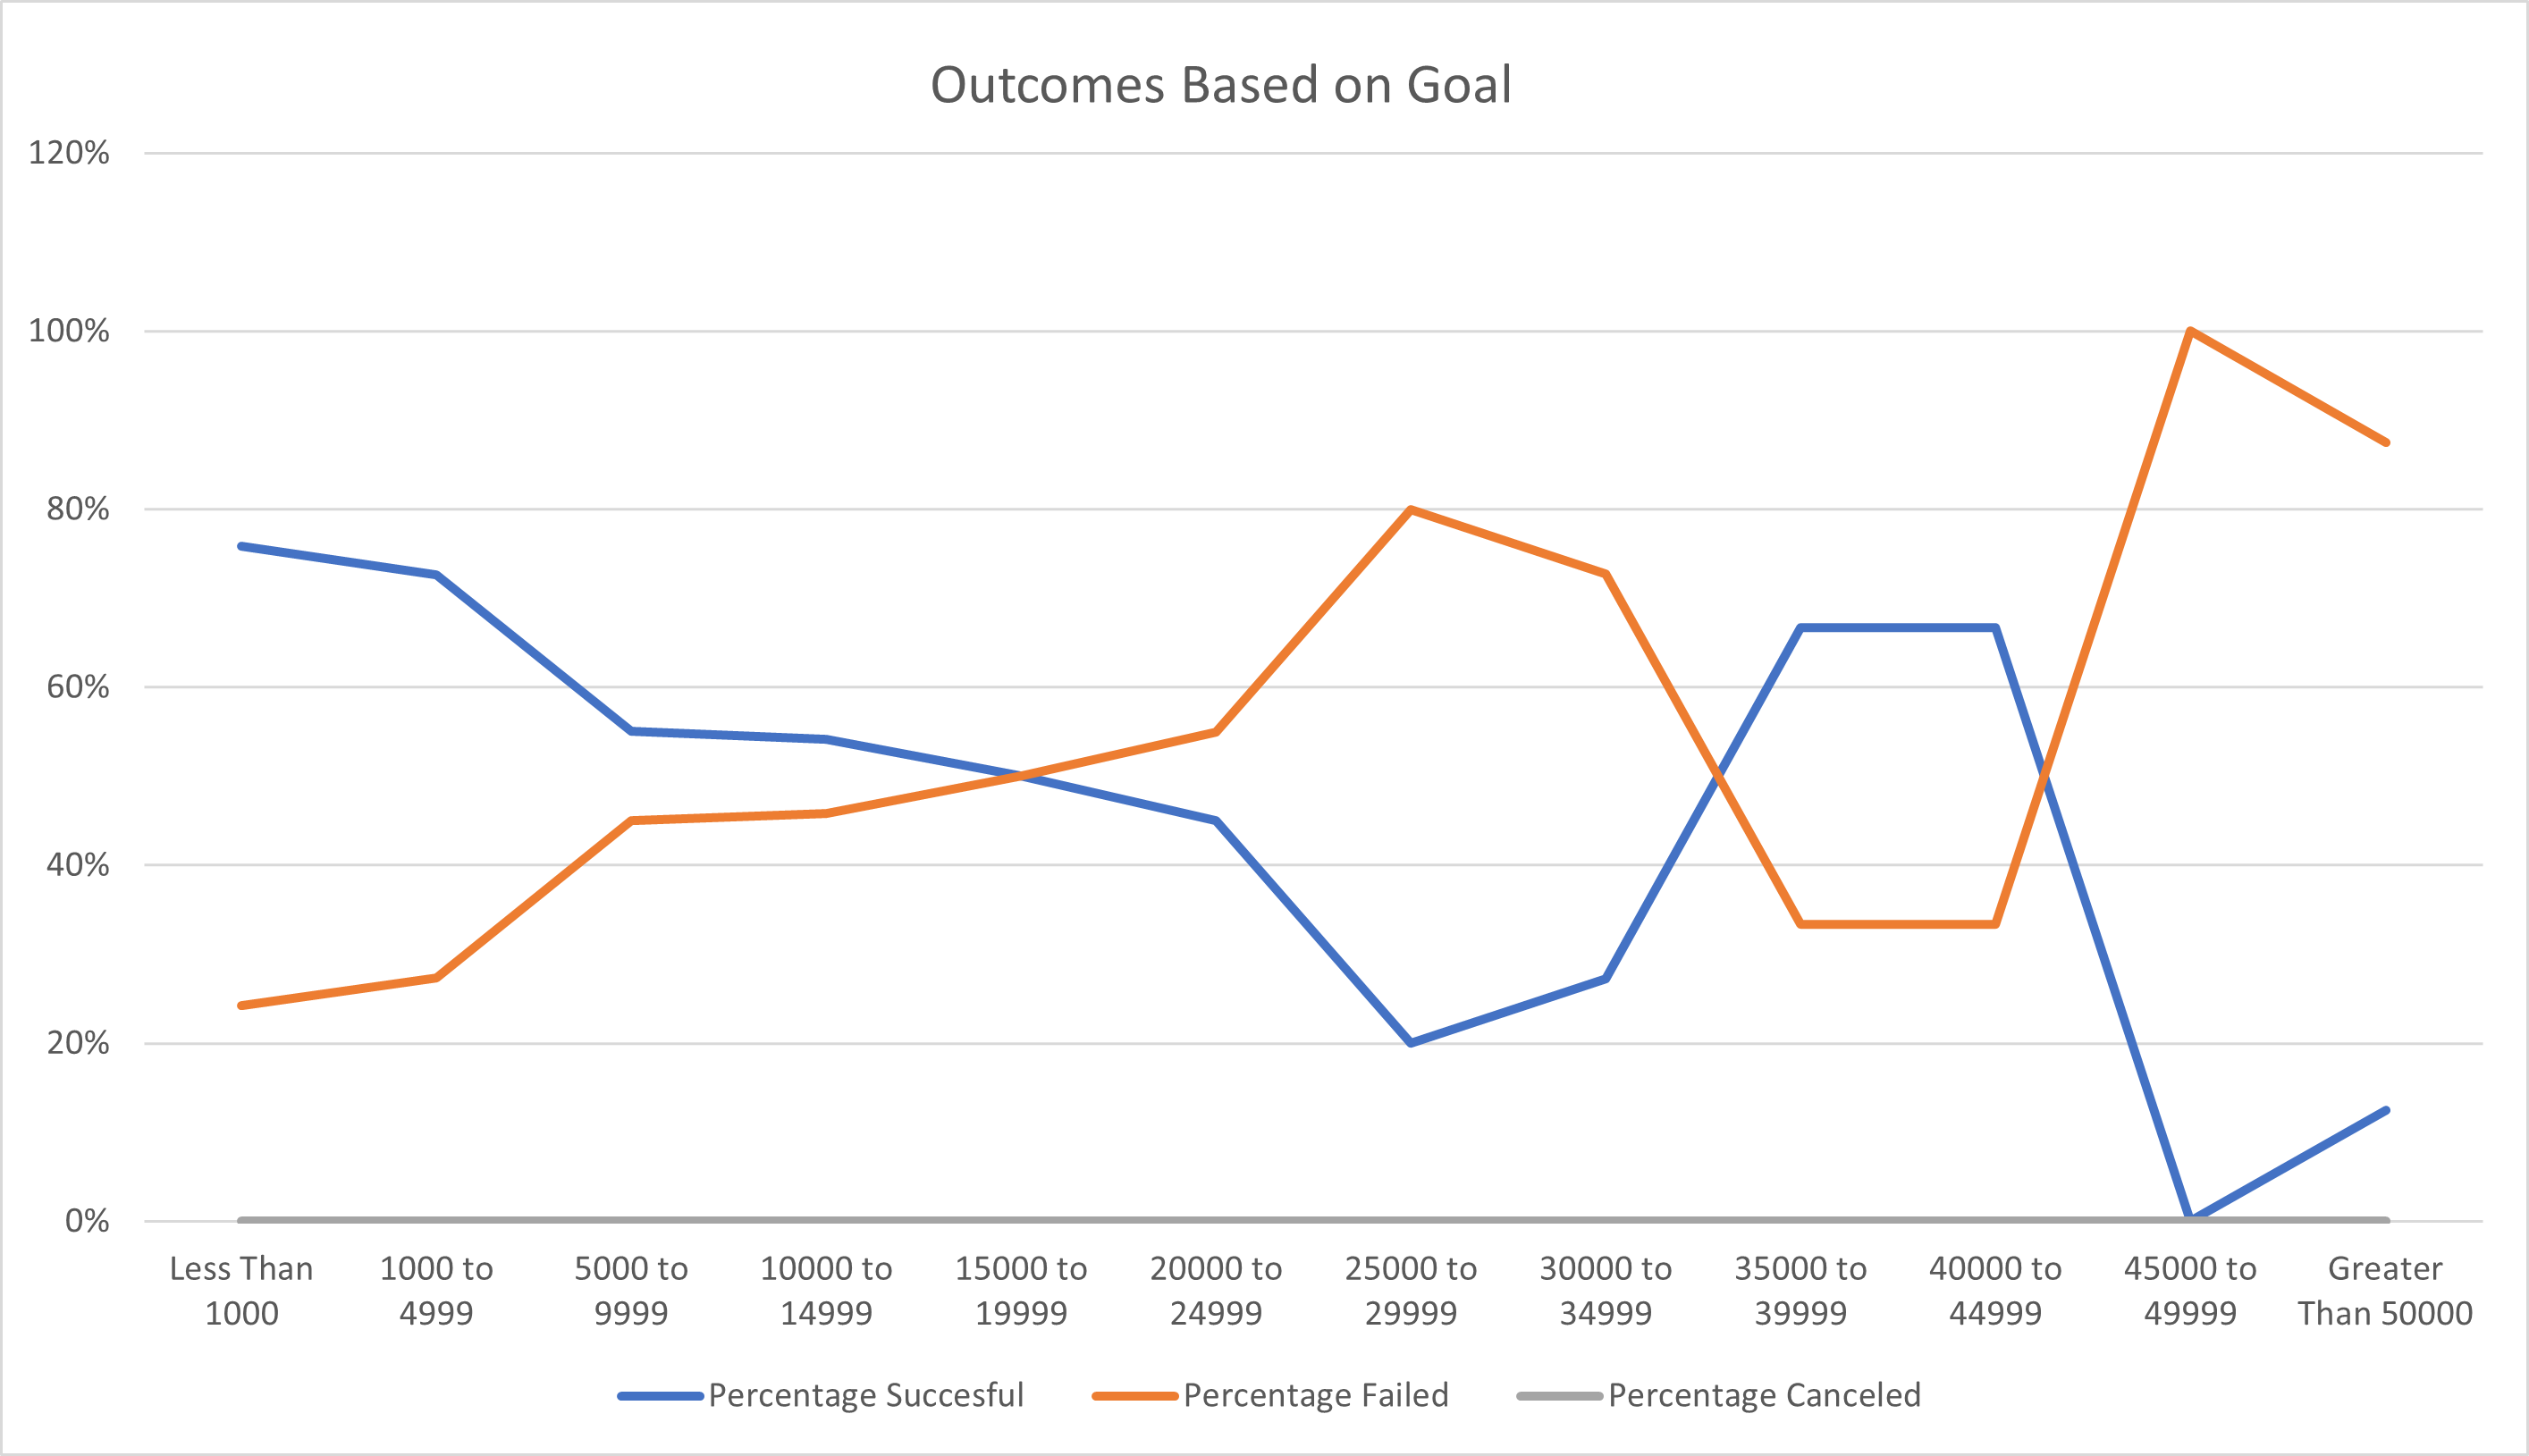 Outcomes Based on Goal
120%
100%
80%
60%
40%
20%
0%
Less Than 1000
1000 to 4999
5000 to 9999
10000 to 14999
15000 to 19999
20000 to 24999
25000 to 29999
30000 to 34999
35000 to 39999
40000 to 44999
45000 to 49999
Greater Than 50000
Percentage Succesful
Percentage Failed
Percentage Canceled